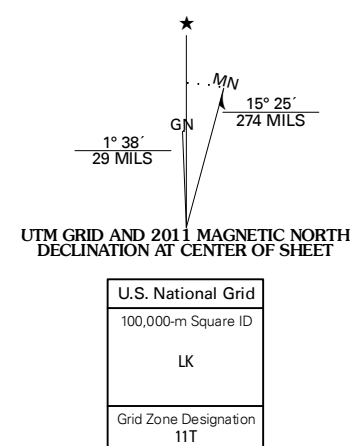 ★
MN
15° 25´
274 MILS
GN
1° 38´
29 MILS
UTM GRID AND 2011 MAGNETIC NORTH
DECLINATION AT CENTER OF SHEET
U.S. National Grid
100,000-m Square ID
LK
Grid Zone Designation
11T